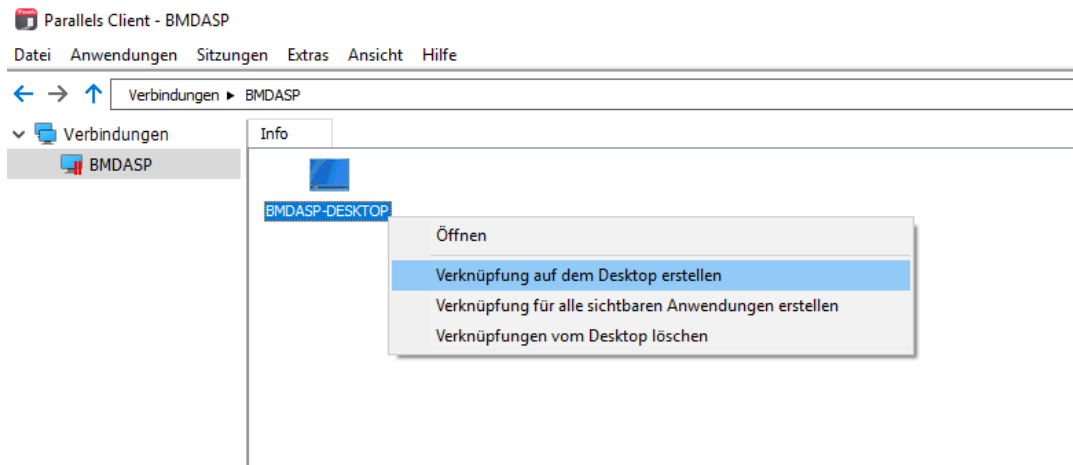 Parallels Client - BMDASP
Datei Anwendungen Sitzungen Extras Ansicht Hilfe
Verbindungen ▸ BMDASP
Verbindungen
BMDASP
Info
BMDASP-DESKTOP
Öffnen
Verknüpfung auf dem Desktop erstellen
Verknüpfung für alle sichtbaren Anwendungen erstellen
Verknüpfungen vom Desktop löschen